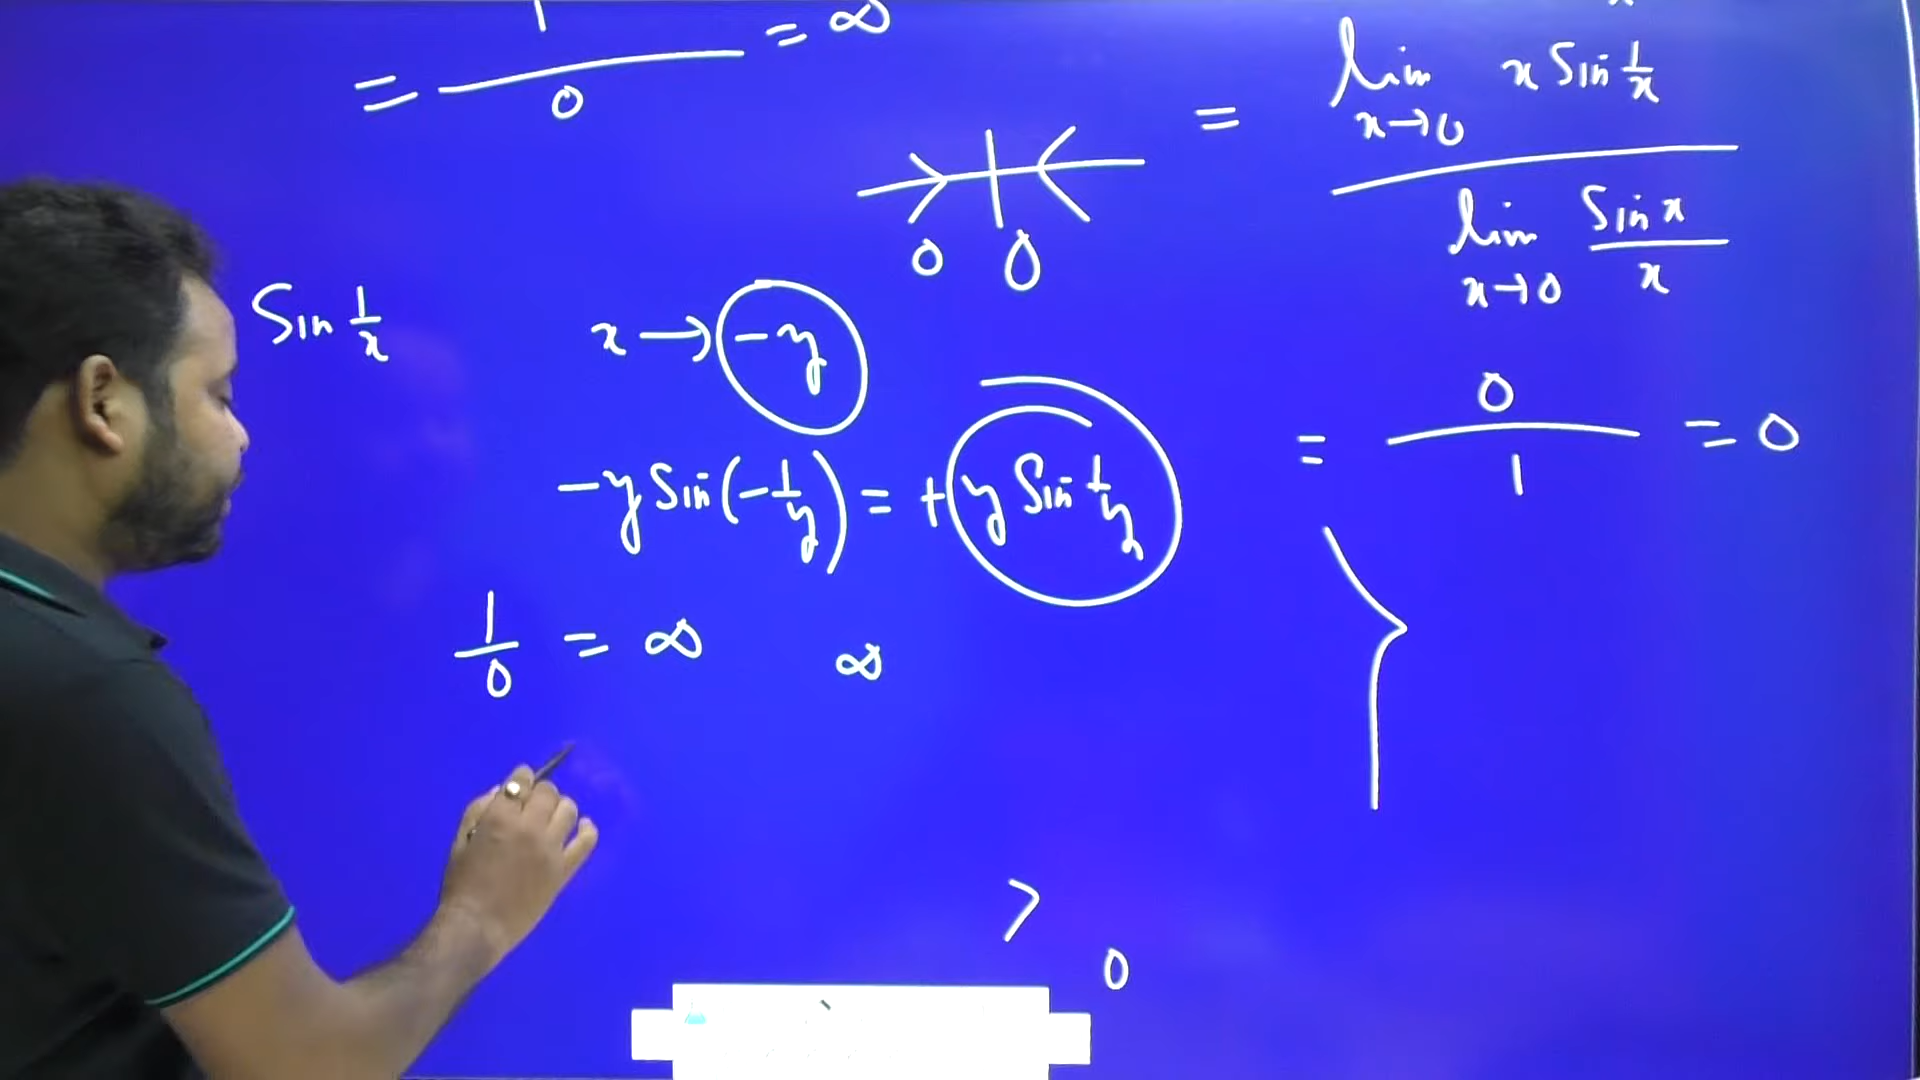 = 1/0 = ∞
0 0
Sin 1/x
x → -y
-y Sin(-1/y) = +y Sin 1/y
1/0 = ∞ ∞
= lim x→0 x Sin 1/x
lim x→0 Sin x / x
= 0/1 = 0
> 0